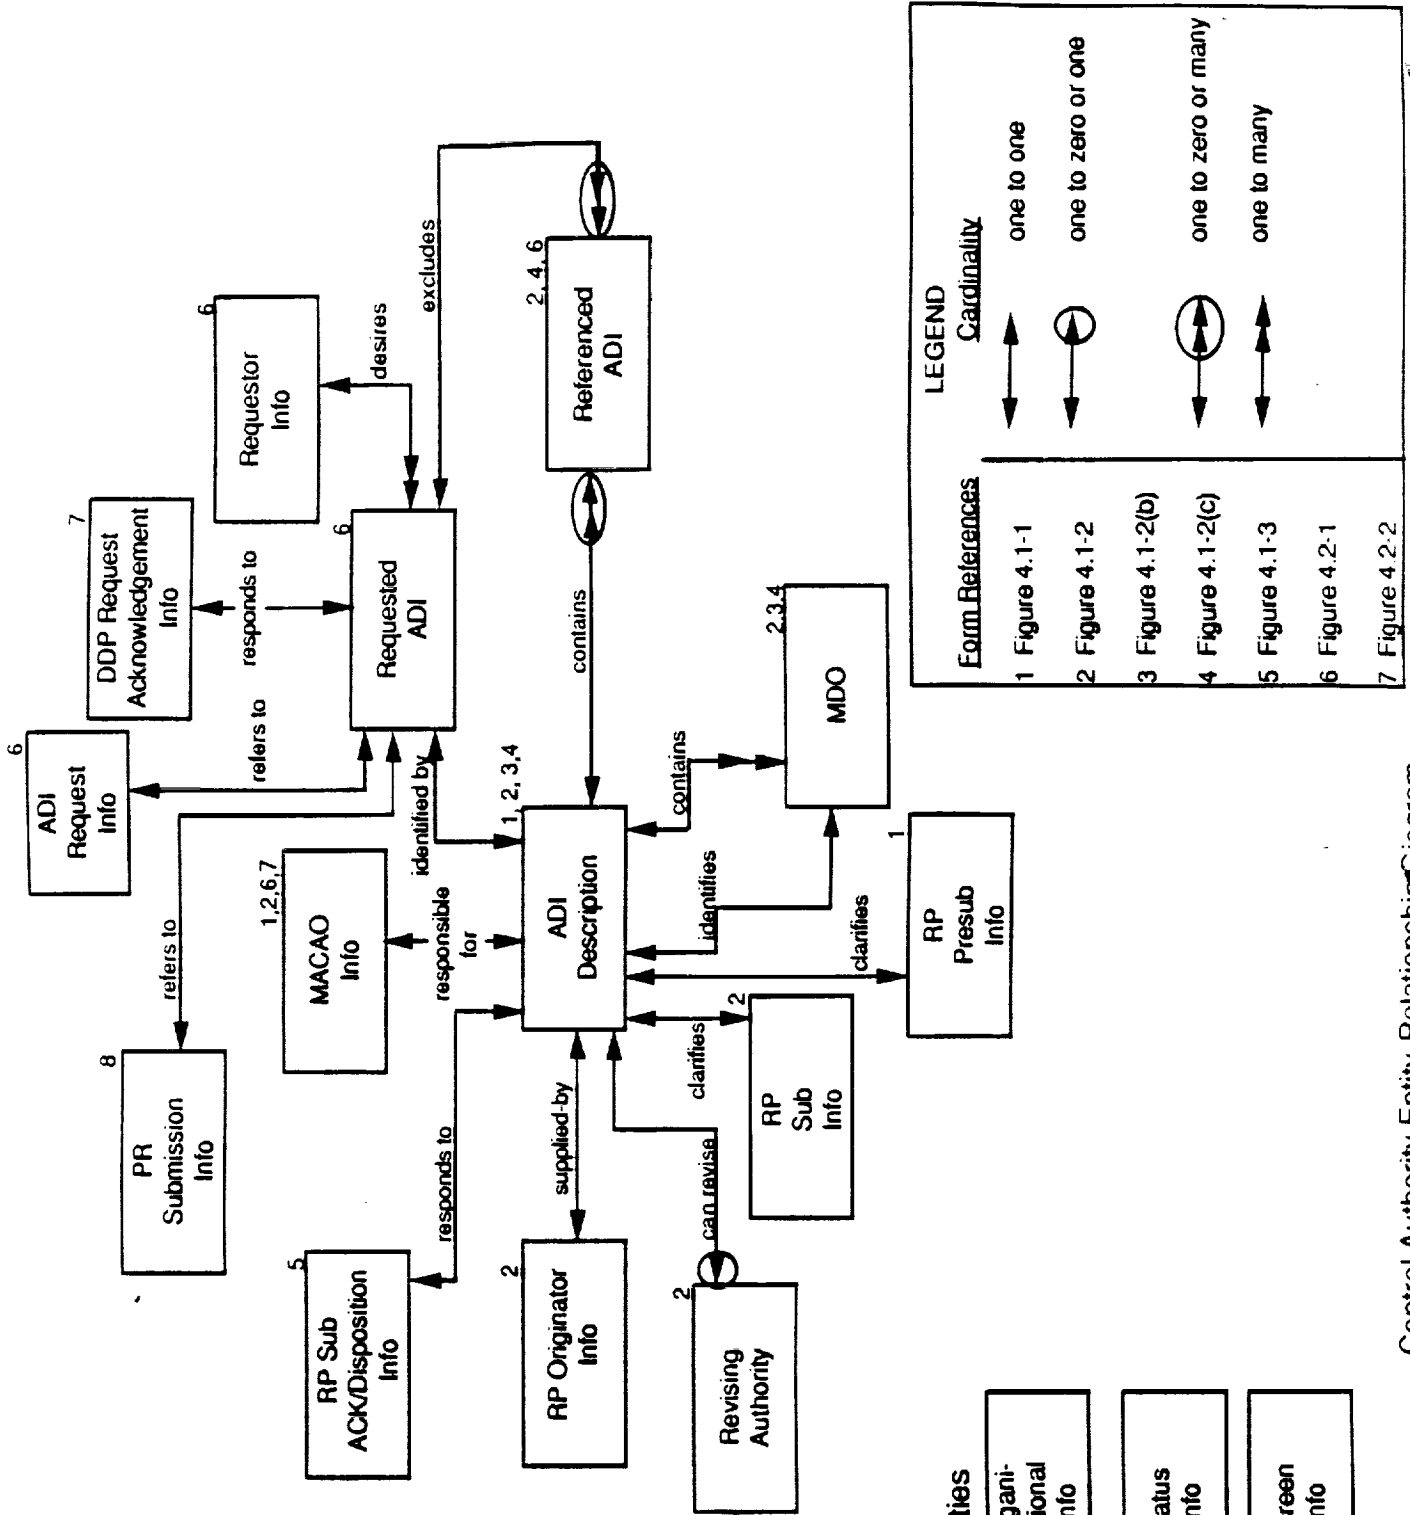 6
ADI
Request
Info
7
DDP Request
Acknowledgement
Info
6
Requestor
Info
8
PR
Submission
Info
refers to
refers to
responds to
desires
excludes
1,2,6,7
MACAO
Info
6
Requested
ADI
2, 4, 6
Referenced
ADI
5
RP Sub
ACK/Disposition
Info
responds to
responsible
for
identified by
contains
2
RP Originator
Info
supplied-by
1, 2, 3,4
ADI
Description
contains
2,3,4
MDO
identifies
2
Revising
Authority
can revise
clarifies
2
RP
Sub
Info
clarifies
1
RP
Presub
Info
LEGEND
Form References
1 Figure 4.1-1
2 Figure 4.1-2
3 Figure 4.1-2(b)
4 Figure 4.1-2(c)
5 Figure 4.1-3
6 Figure 4.2-1
7 Figure 4.2-2
Cardinality
one to one
one to zero or one
one to zero or many
one to many
ties
gani-
ional
nfo
atus
nfo
reen
nfo
Control Authority Entity Relationship Diagram